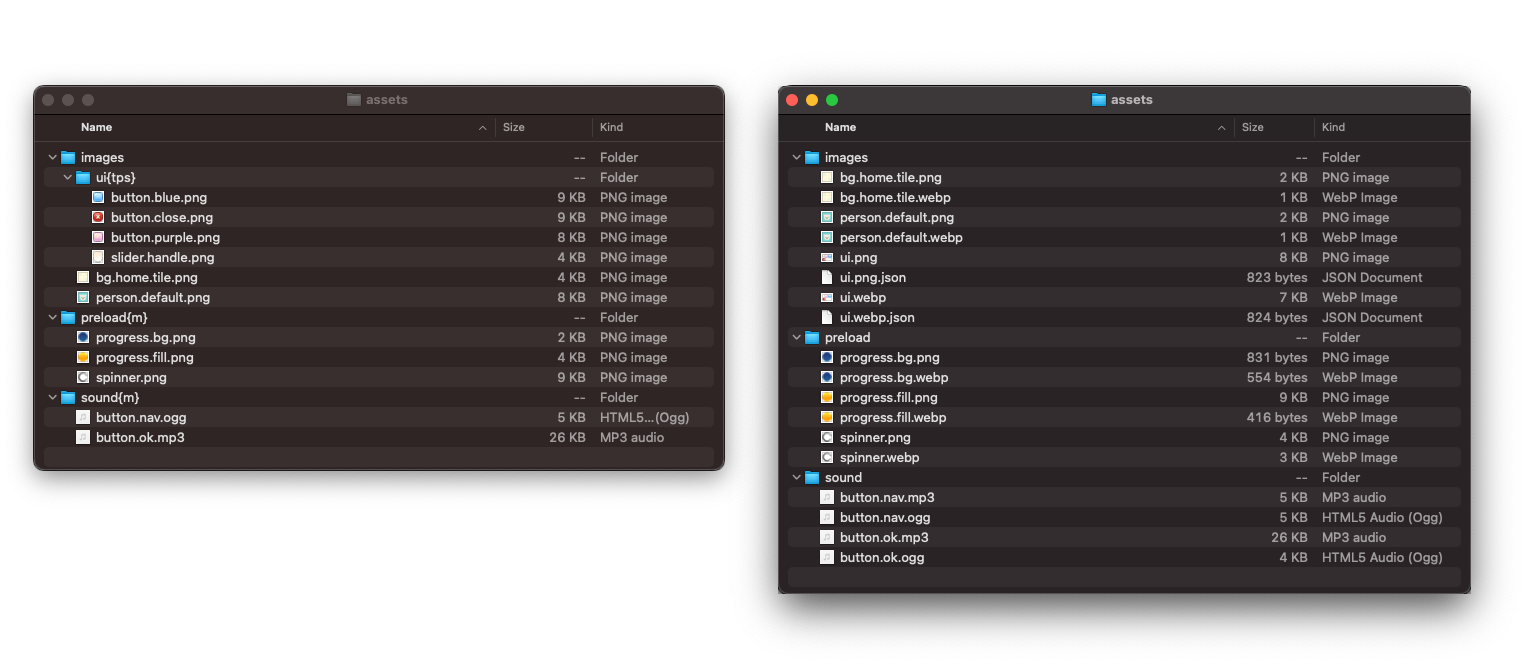 assets
Name Size Kind
images -- Folder
ui{tps} -- Folder
button.blue.png 9 KB PNG image
button.close.png 9 KB PNG image
button.purple.png 8 KB PNG image
slider.handle.png 4 KB PNG image
bg.home.tile.png 4 KB PNG image
person.default.png 8 KB PNG image
preload{m} -- Folder
progress.bg.png 2 KB PNG image
progress.fill.png 4 KB PNG image
spinner.png 9 KB PNG image
sound{m} -- Folder
button.nav.ogg 5 KB HTML5...(Ogg)
button.ok.mp3 26 KB MP3 audio
assets
Name Size Kind
images -- Folder
bg.home.tile.png 2 KB PNG image
bg.home.tile.webp 1 KB WebP Image
person.default.png 2 KB PNG image
person.default.webp 1 KB WebP Image
ui.png 8 KB PNG image
ui.png.json 823 bytes JSON Document
ui.webp 7 KB WebP Image
ui.webp.json 824 bytes JSON Document
preload -- Folder
progress.bg.png 831 bytes PNG image
progress.bg.webp 554 bytes WebP Image
progress.fill.png 9 KB PNG image
progress.fill.webp 416 bytes WebP Image
spinner.png 4 KB PNG image
spinner.webp 3 KB WebP Image
sound -- Folder
button.nav.mp3 5 KB MP3 audio
button.nav.ogg 5 KB HTML5 Audio (Ogg)
button.ok.mp3 26 KB MP3 audio
button.ok.ogg 4 KB HTML5 Audio (Ogg)